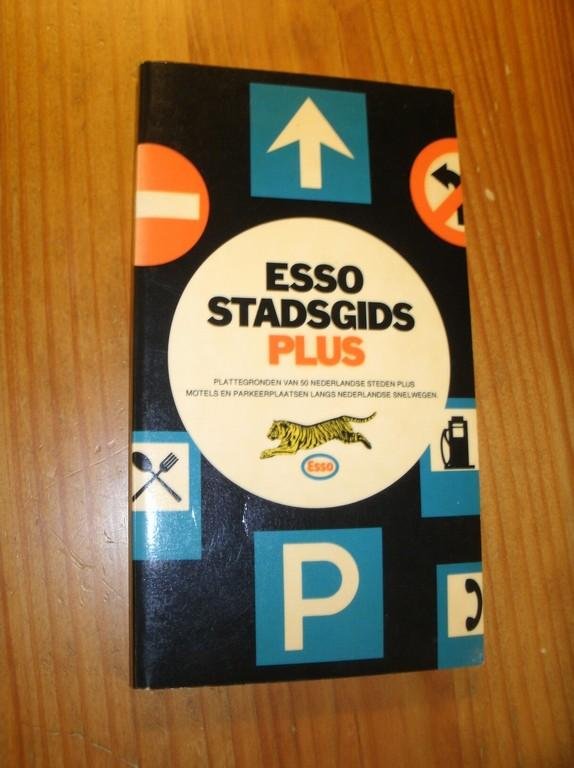 ESSO
STADSGIDS
PLUS
PLATTEGRONDEN VAN 50 NEDERLANDSE STEDEN PLUS
MOTELS EN PARKEERPLAATSEN LANGS NEDERLANDSE SNELWEGEN.
Esso
P